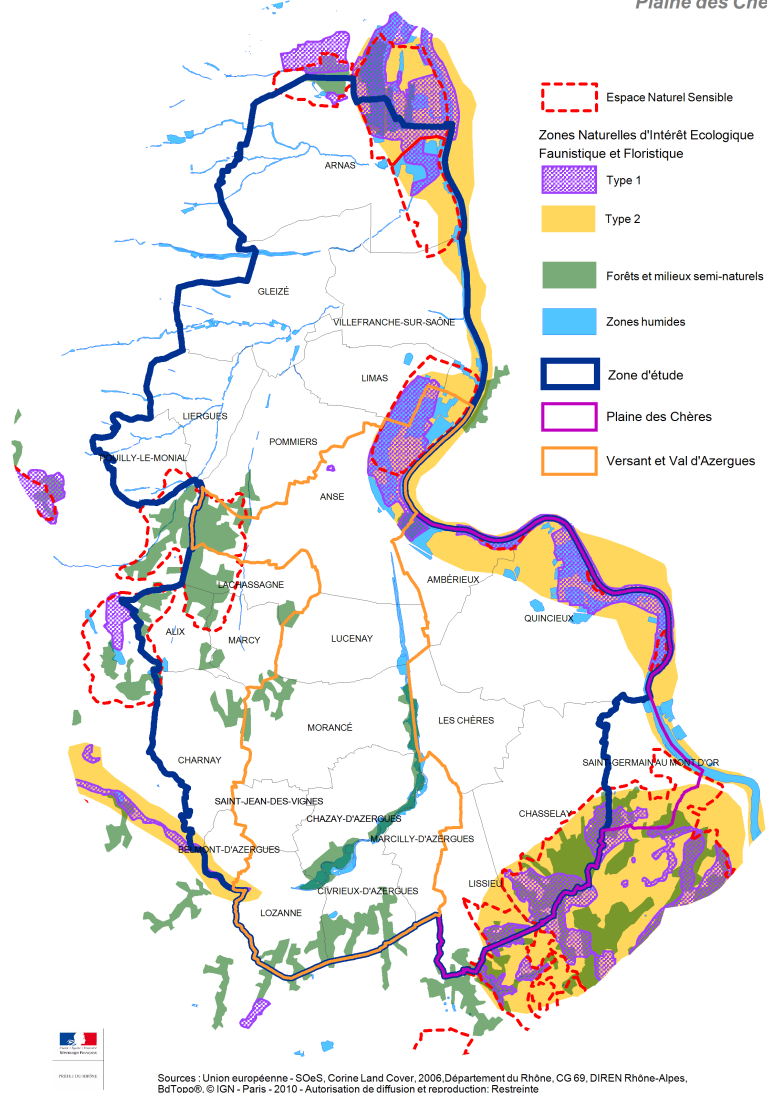 Plaine des Chè
Espace Naturel Sensible
Zones Naturelles d'Intérêt Ecologique
Faunistique et Floristique
Type 1
Type 2
Forêts et milieux semi-naturels
Zones humides
Zone d'étude
Plaine des Chères
Versant et Val d'Azergues
ARNAS
GLEIZÉ
VILLEFRANCHE-SUR-SAÔNE
LIMAS
LIERGUES
POMMIERS
POUILLY-LE-MONIAL
ANSE
AMBÉRIEUX
LACHASSAGNE
QUINCIEUX
ALIX
MARCY
LUCENAY
LES CHÈRES
MORANCÉ
CHARNAY
SAINT-GERMAIN AU MONT D'OR
SAINT-JEAN-DES-VIGNES
CHASSELAY
CHAZAY-D'AZERGUES
MARCILLY-D'AZERGUES
BELMONT-D'AZERGUES
LISSIEU
CIVRIEUX-D'AZERGUES
LOZANNE
Sources : Union européenne - SOeS, Corine Land Cover, 2006,Département du Rhône, CG 69, DIREN Rhône-Alpes,
BdTopo®, © IGN - Paris - 2010 - Autorisation de diffusion et reproduction: Restreinte